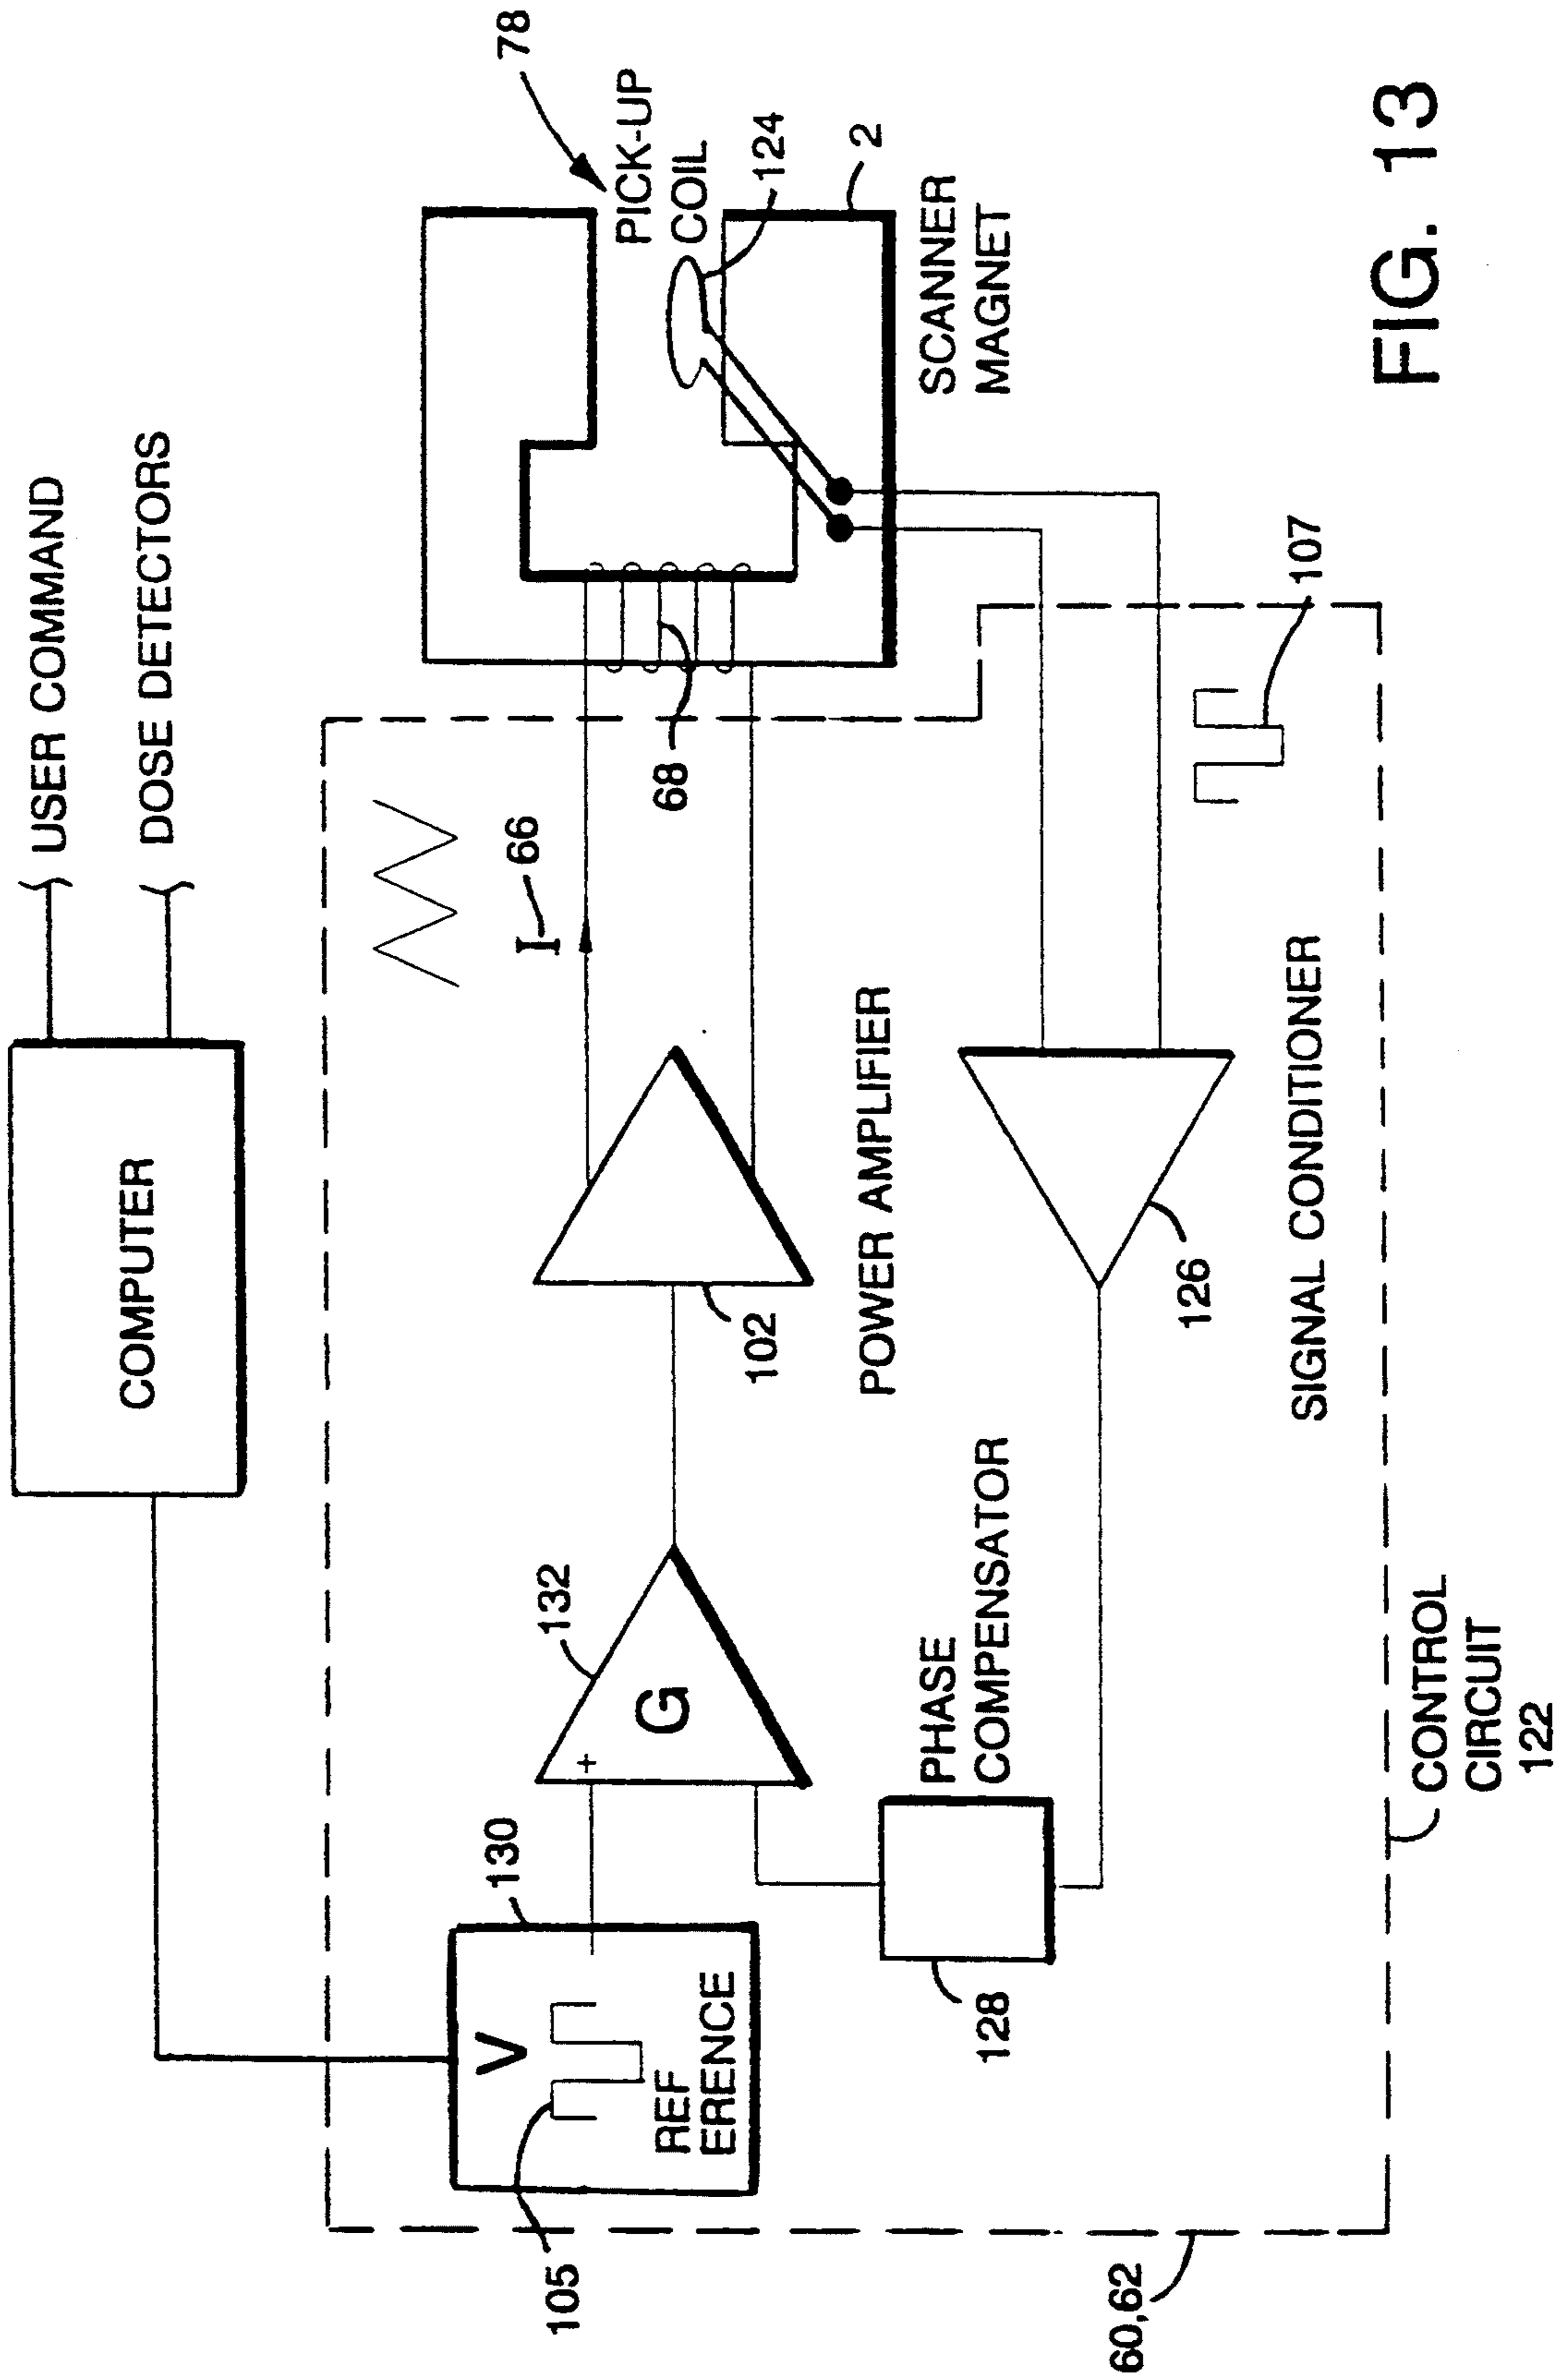 USER COMMAND
DOSE DETECTORS
COMPUTER
78
PICK-UP
COIL
124
2
SCANNER
MAGNET
I
66
68
102
POWER AMPLIFIER
132
+
G
130
V
REF
ERENCE
105
PHASE
COMPENSATOR
128
126
SIGNAL CONDITIONER
107
CONTROL
CIRCUIT
122
60,62
FIG. 13